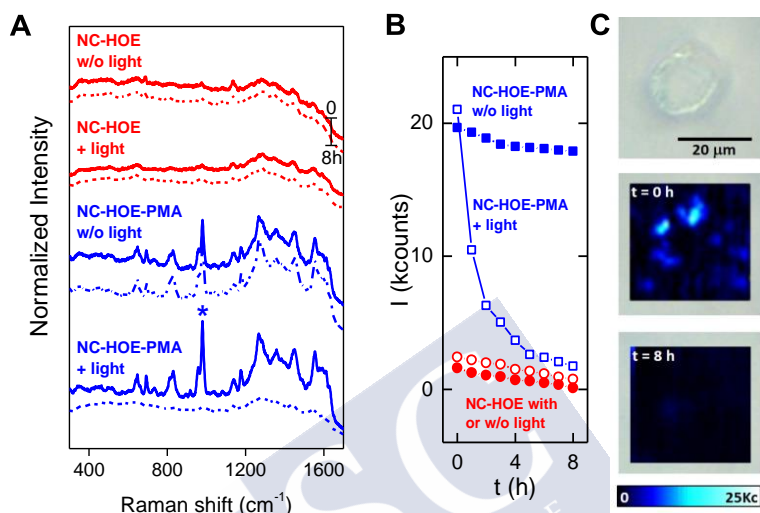 A
NC-HOE
w/o light
NC-HOE
+ light
NC-HOE-PMA
w/o light
*
NC-HOE-PMA
+ light
0
8h
Normalized Intensity
400
800
1200
1600
Raman shift (cm⁻¹)
B
NC-HOE-PMA
w/o light
NC-HOE-PMA
+ light
NC-HOE with
or w/o light
I (kcounts)
20
10
0
0
4
8
t (h)
C
20 µm
t = 0 h
t = 8 h
0
25Kc